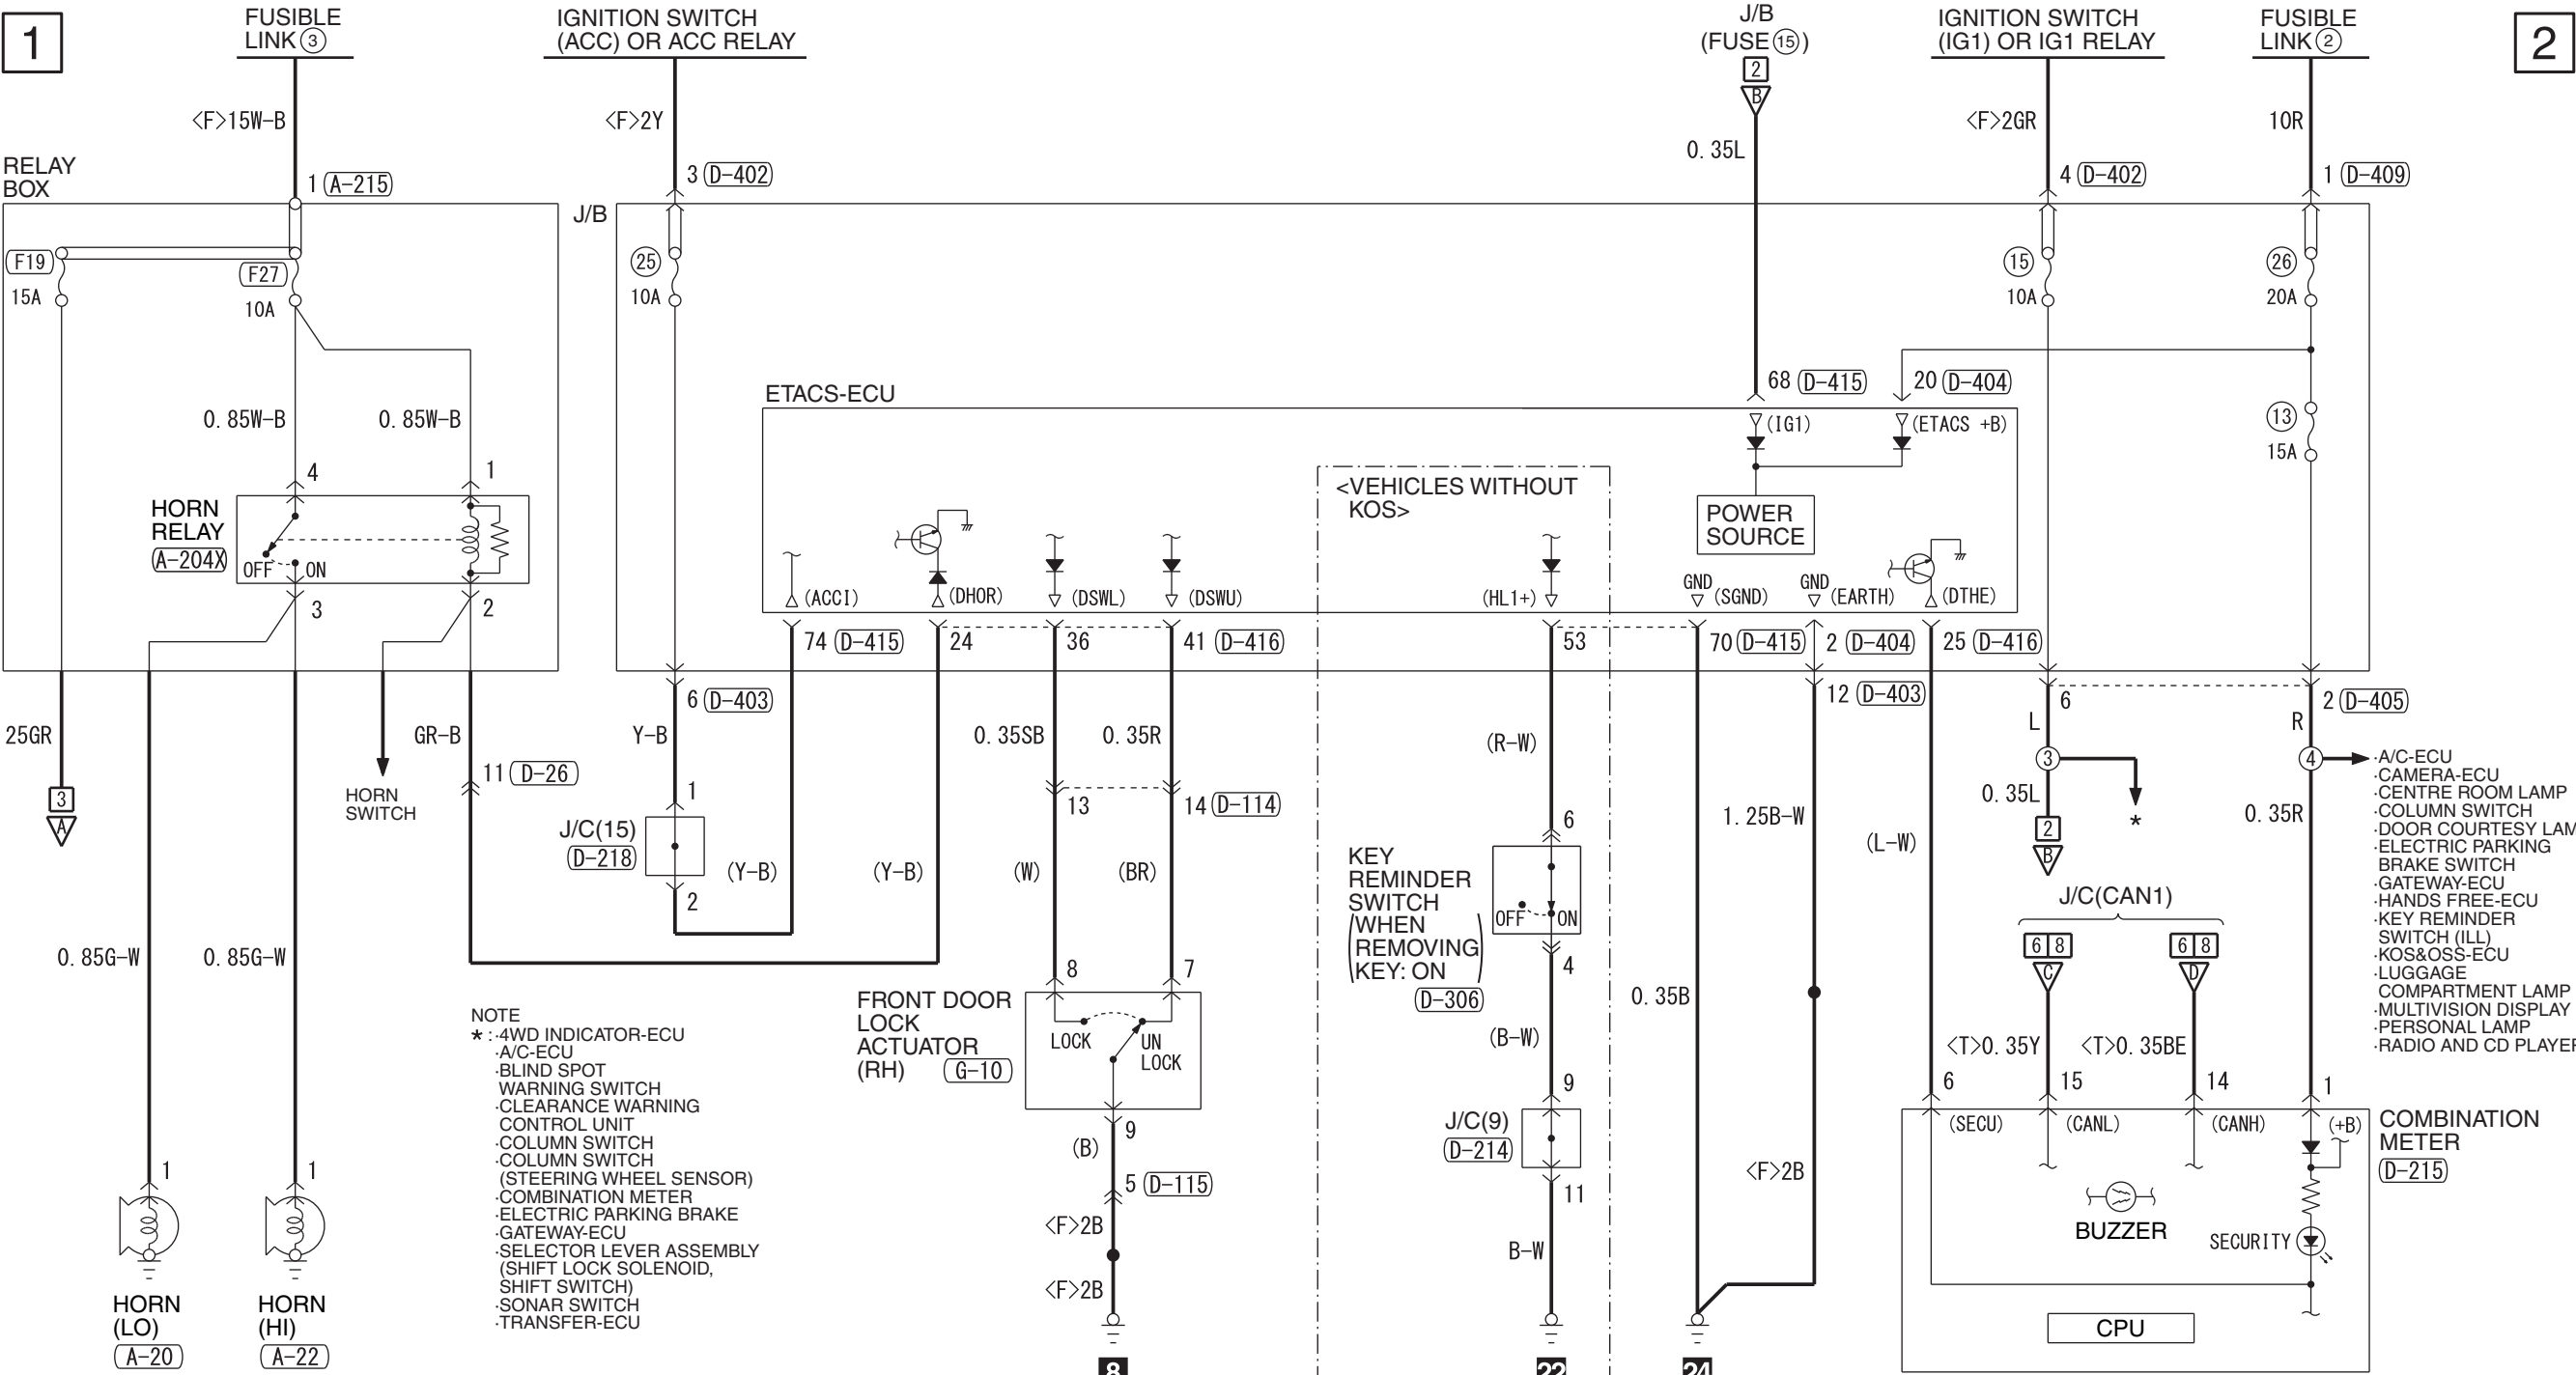 1
FUSIBLE
LINK 3
IGNITION SWITCH
(ACC) OR ACC RELAY
J/B
(FUSE 15)
2
B
IGNITION SWITCH
(IG1) OR IG1 RELAY
FUSIBLE
LINK 2
2
<F>15W-B
<F>2Y
0.35L
<F>2GR
10R
RELAY
BOX
1 (A-215)
3 (D-402)
4 (D-402)
1 (D-409)
J/B
F19
15A
F27
10A
25
10A
15
10A
26
20A
ETACS-ECU
68 (D-415)
20 (D-404)
13
15A
0.85W-B
0.85W-B
(IG1)
(ETACS +B)
4
1
<VEHICLES WITHOUT
KOS>
POWER
SOURCE
HORN
RELAY
(A-204X)
OFF
ON
3
2
(ACCI)
(DHOR)
(DSWL)
(DSWU)
(HL1+)
GND
(SGND)
GND
(EARTH)
(DTHE)
74 (D-415)
24
36
41 (D-416)
53
70 (D-415)
2 (D-404)
25 (D-416)
6 (D-403)
12 (D-403)
6
2 (D-405)
25GR
GR-B
Y-B
0.35SB
0.35R
(R-W)
L
R
3
A
HORN
SWITCH
11 (D-26)
1
J/C(15)
(D-218)
2
13
14 (D-114)
(Y-B)
(Y-B)
(W)
(BR)
6
KEY
REMINDER
SWITCH
(WHEN
REMOVING
KEY: ON)
(D-306)
OFF
ON
4
1.25B-W
(L-W)
3
0.35L
2
B
*
4
0.35R
·A/C-ECU
·CAMERA-ECU
·CENTRE ROOM LAMP
·COLUMN SWITCH
·DOOR COURTESY LAM
·ELECTRIC PARKING
BRAKE SWITCH
·GATEWAY-ECU
·HANDS FREE-ECU
·KEY REMINDER
SWITCH (ILL)
·KOS&OSS-ECU
·LUGGAGE
COMPARTMENT LAMP
·MULTIVISION DISPLAY
·PERSONAL LAMP
·RADIO AND CD PLAYER
J/C(CAN1)
6 8
C
6 8
D
0.85G-W
0.85G-W
NOTE
* :·4WD INDICATOR-ECU
·A/C-ECU
·BLIND SPOT
WARNING SWITCH
·CLEARANCE WARNING
CONTROL UNIT
·COLUMN SWITCH
·COLUMN SWITCH
(STEERING WHEEL SENSOR)
·COMBINATION METER
·ELECTRIC PARKING BRAKE
·GATEWAY-ECU
·SELECTOR LEVER ASSEMBLY
(SHIFT LOCK SOLENOID,
SHIFT SWITCH)
·SONAR SWITCH
·TRANSFER-ECU
8
7
FRONT DOOR
LOCK
ACTUATOR
(RH) (G-10)
LOCK
UN
LOCK
9
(B)
5 (D-115)
<F>2B
<F>2B
8
(B-W)
9
J/C(9)
(D-214)
11
B-W
22
0.35B
<F>2B
24
<T>0.35Y
<T>0.35BE
6
15
14
1
(SECU)
(CANL)
(CANH)
(+B)
COMBINATION
METER
(D-215)
BUZZER
SECURITY
CPU
1
HORN
(LO)
(A-20)
1
HORN
(HI)
(A-22)